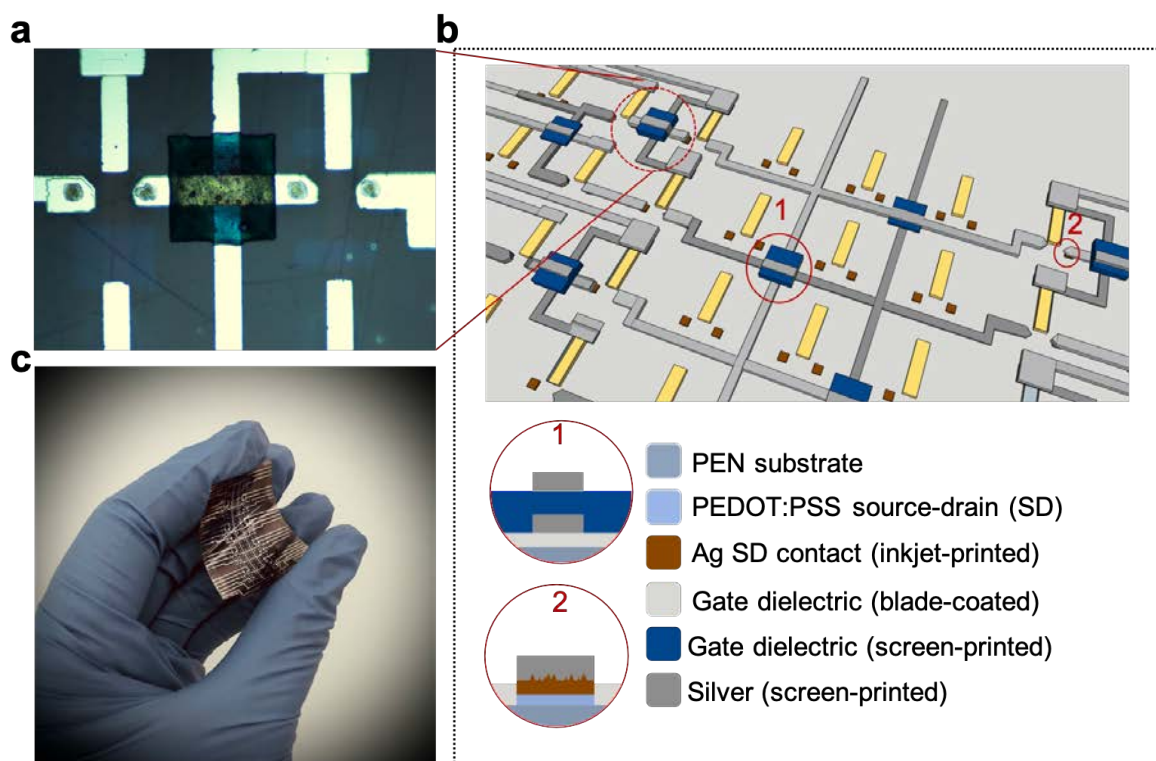 a
b
1
2
c
1
PEN substrate
PEDOT:PSS source-drain (SD)
Ag SD contact (inkjet-printed)
2
Gate dielectric (blade-coated)
Gate dielectric (screen-printed)
Silver (screen-printed)